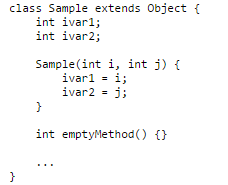 class Sample extends Object {
    int ivar1;
    int ivar2;

    Sample(int i, int j) {
        ivar1 = i;
        ivar2 = j;
    }

    int emptyMethod() {}

    ...
}